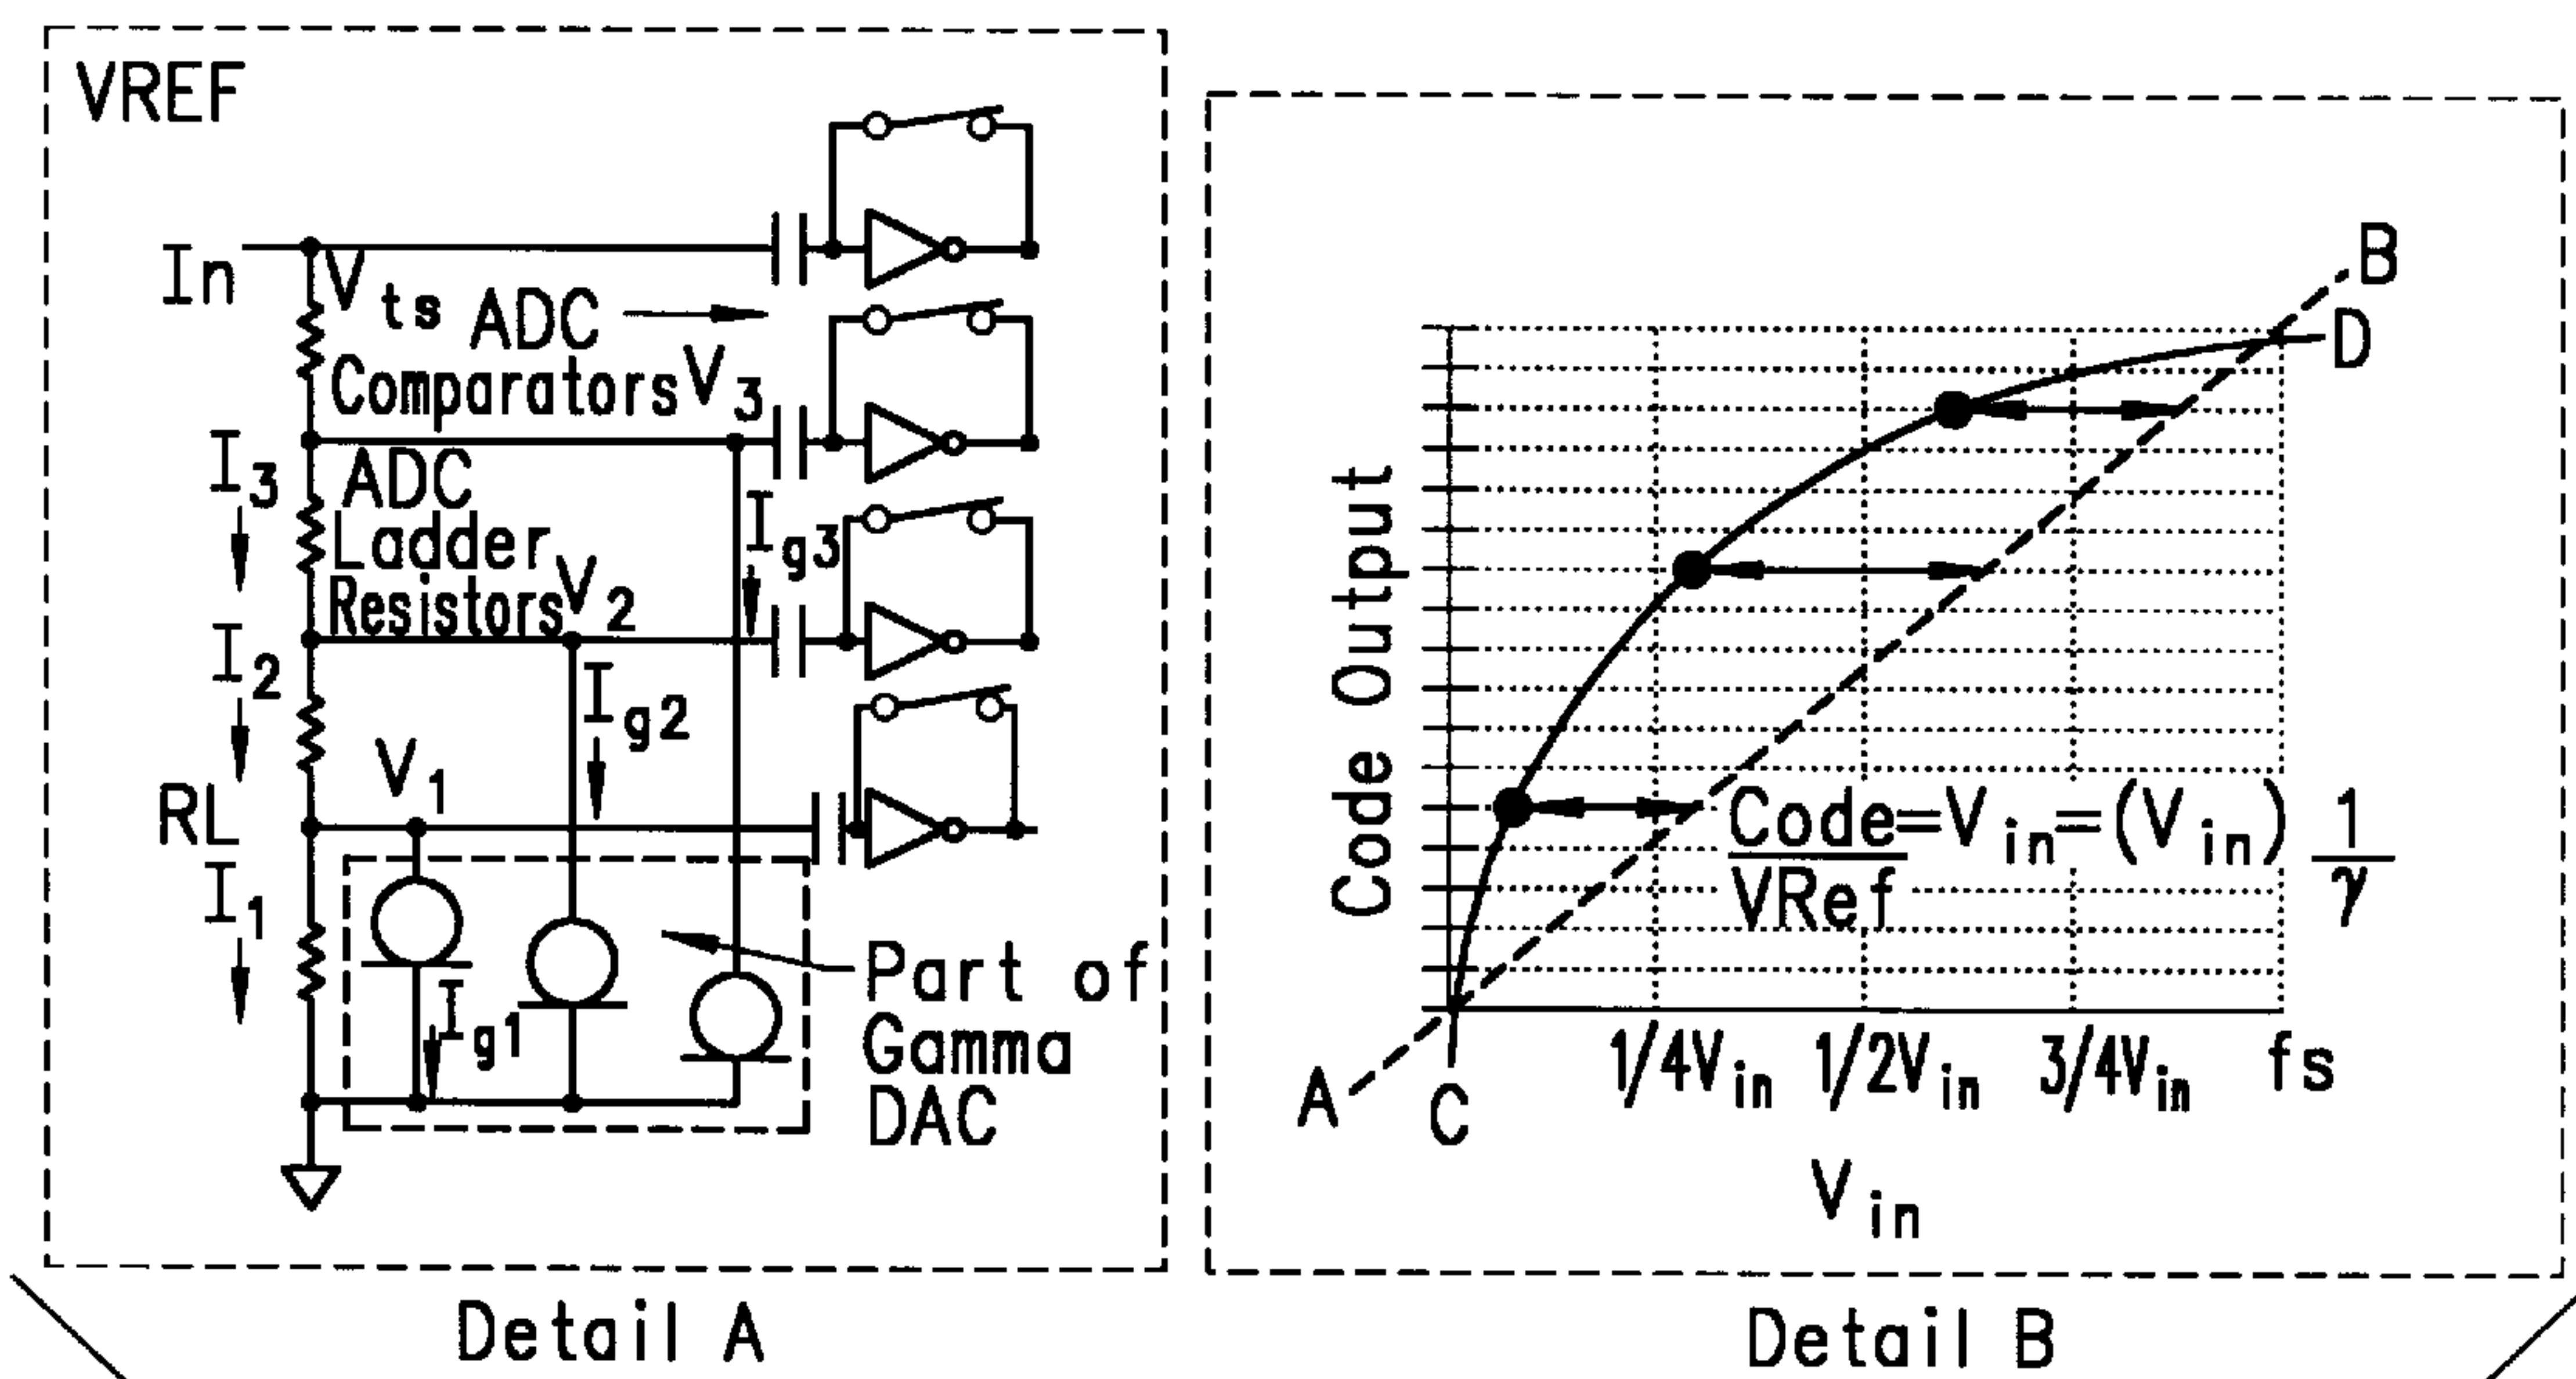 VREF
In
V ts
ADC
Comparators
V 3
I 3
ADC
Ladder
Resistors
V 2
I g3
I 2
I g2
V 1
RL
I 1
I g1
Part of
Gamma
DAC
Detail A
B
D
Code Output
Code = V in = (V in) 1/γ
VRef
A
C
1/4V in
1/2V in
3/4V in
fs
V in
Detail B